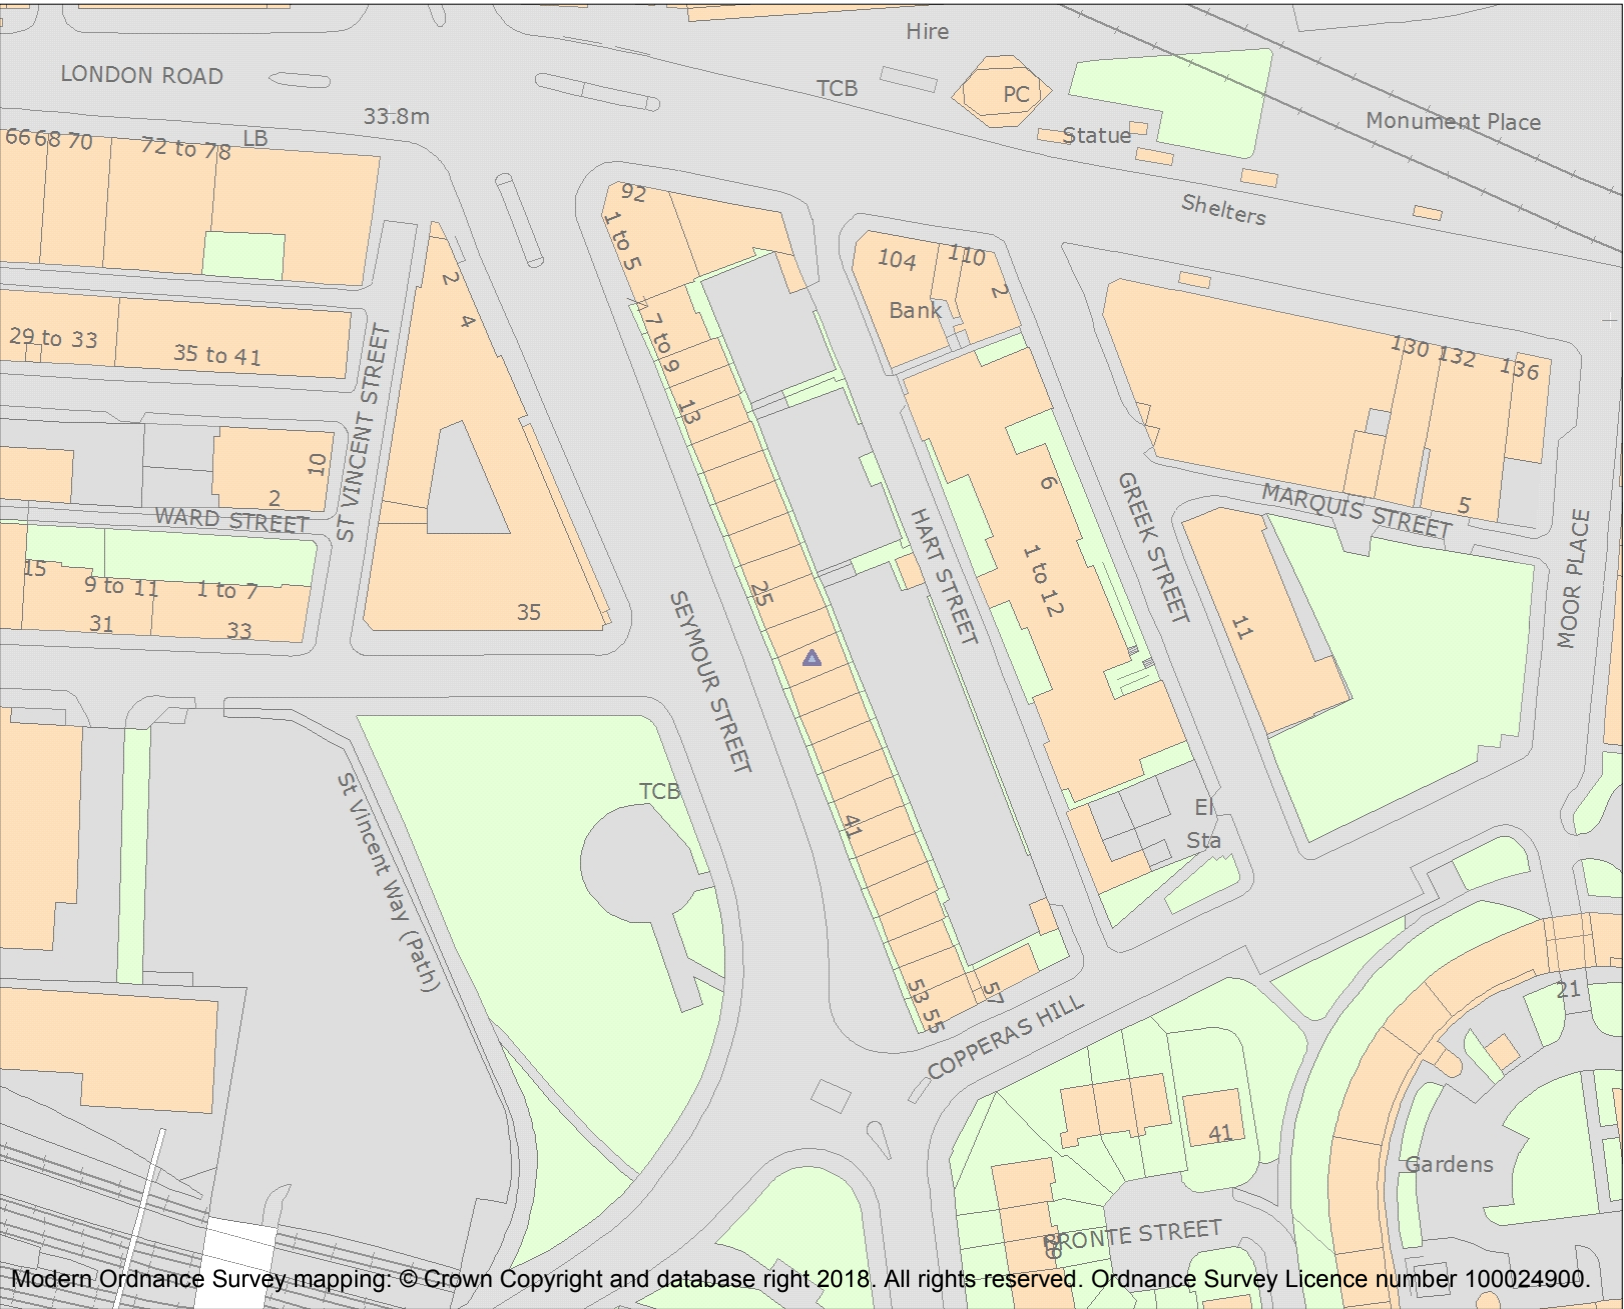 Hire
LONDON ROAD
TCB
PC
33.8m
Monument Place
Statue
66 68 70
72 to 78
LB
92
Shelters
1 to 5
104
110
2
Bank
2
4
7 to 9
29 to 33
35 to 41
130
132
136
13
ST VINCENT STREET
10
2
6
GREEK STREET
MARQUIS STREET
5
WARD STREET
HART STREET
MOOR PLACE
15
9 to 11
1 to 7
25
1 to 12
31
33
35
11
SEYMOUR STREET
St Vincent Way (Path)
TCB
41
El
Sta
53
55
57
COPPERAS HILL
21
41
Gardens
BRONTE STREET
Modern Ordnance Survey mapping: © Crown Copyright and database right 2018. All rights reserved. Ordnance Survey Licence number 100024900.